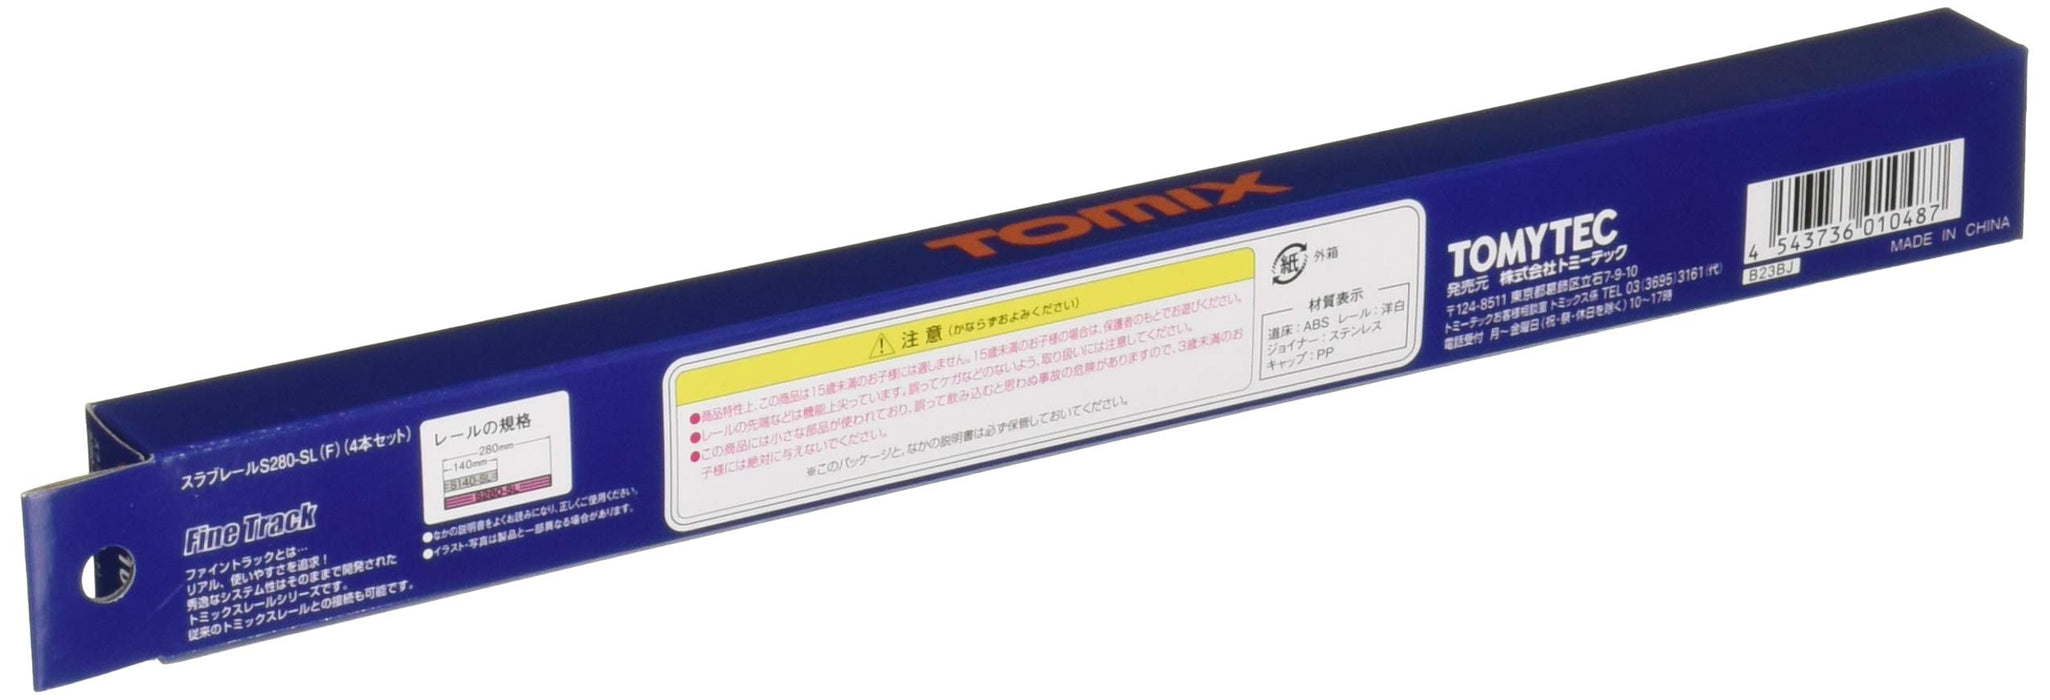 TOMIX
スラブレールS280-SL(F)(4本セット)
Fine Track
ファイントラックとは…
リアル、使いやすさを追求！
秀逸なシステム性はそのままで開発された
トミックスレールシリーズです。
従来のトミックスレールとの接続も可能です。
レールの規格
280mm
140mm
S140-SL
S280-SL
●なかの説明書をよくお読みになり、正しくご使用ください。
●イラスト・写真は製品と一部異なる場合があります。
注意(かならずおよみください)
●商品特性上、この商品は15歳未満のお子様には適しません。15歳未満のお子様の場合は、保護者のもとでお遊びください。
●レールの先端などは機能上尖っています。誤ってケガなどのないよう、取り扱いには注意してください。
●この商品には小さな部品が使われており、誤って飲み込むと思わぬ事故の危険がありますので、3歳未満のお
子様には絶対に与えないでください。
※このパッケージと、なかの説明書は必ず保管しておいてください。
紙 外箱
材質表示
道床：ABS レール：洋白
ジョイナー：ステンレス
キャップ：PP
TOMYTEC
発売元 株式会社トミーテック
〒124-8511 東京都葛飾区立石7-9-10
トミーテックお客様相談室 トミックス係 TEL 03(3695)3161(代)
電話受付 月～金曜日(祝・祭・休日を除く)10～17時
4 543736 010487
B23BJ
MADE IN CHINA